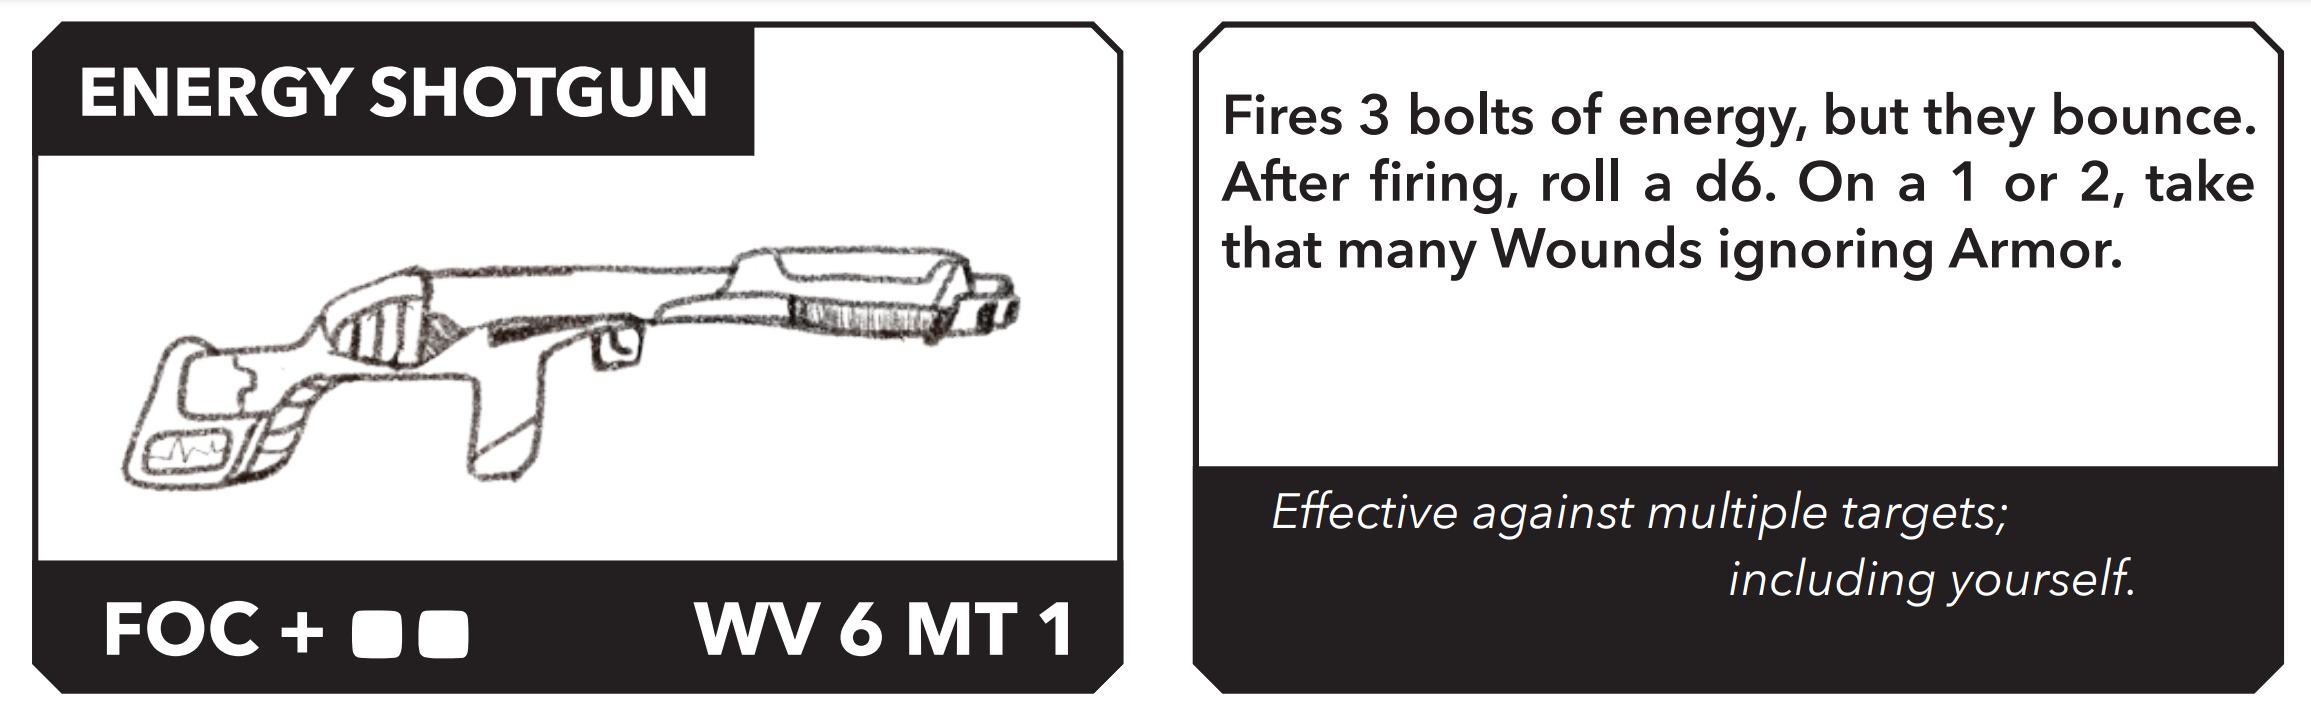 ENERGY SHOTGUN
FOC +
WV 6 MT 1
Fires 3 bolts of energy, but they bounce.
After firing, roll a d6. On a 1 or 2, take
that many Wounds ignoring Armor.
Effective against multiple targets;
including yourself.